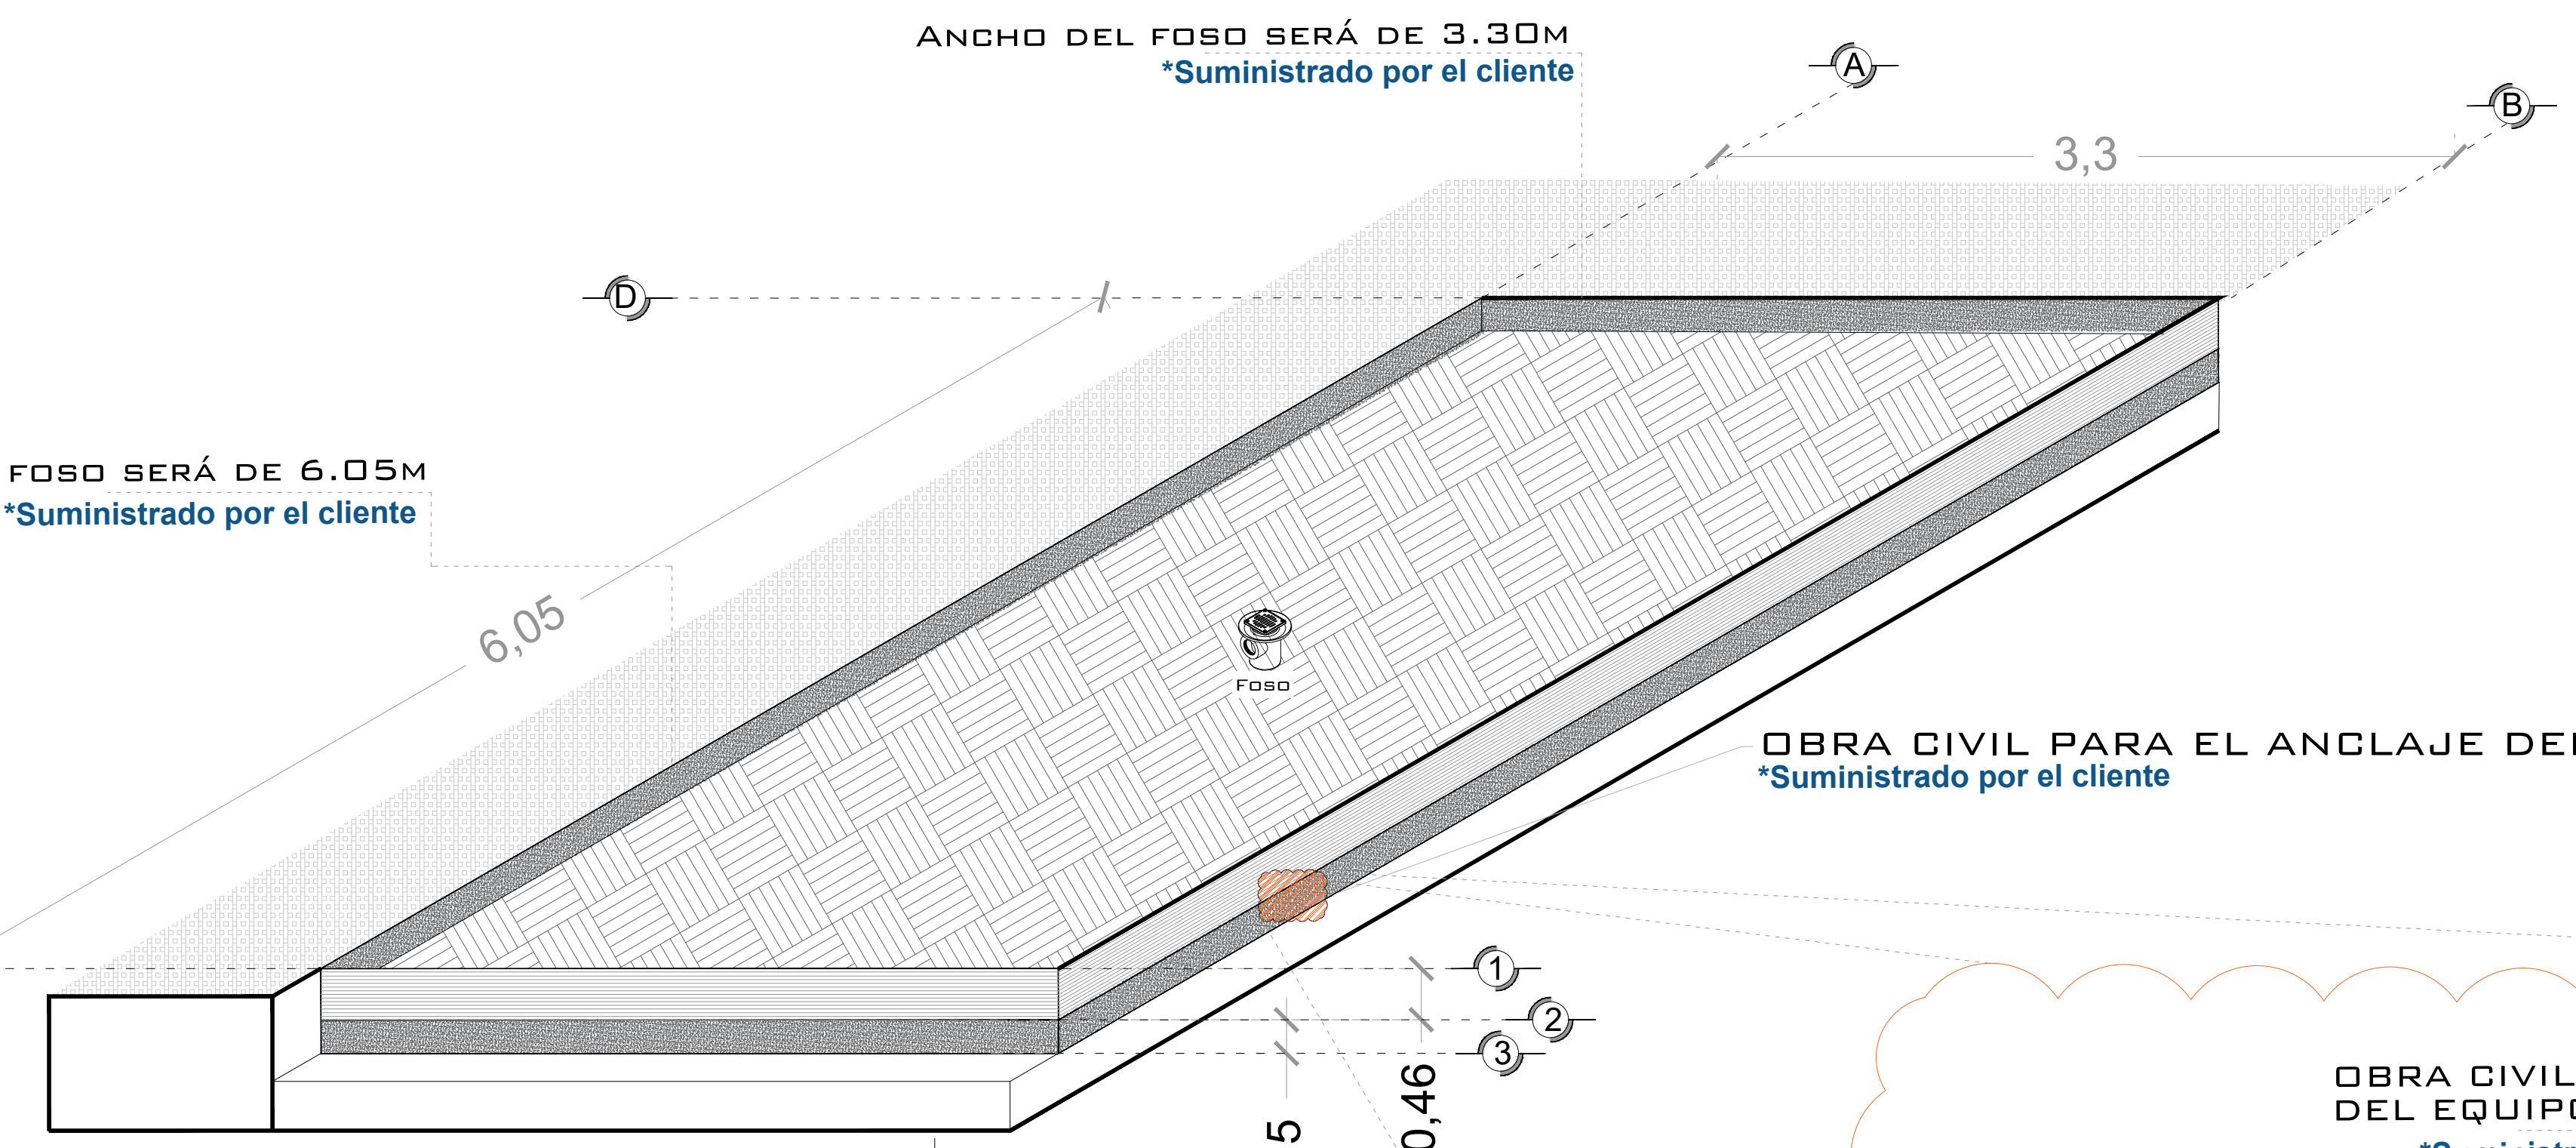 ANCHO DEL FOSO SERÁ DE 3.30M
*Suministrado por el cliente
A
B
3,3
D
FOSO SERÁ DE 6.05M
*Suministrado por el cliente
6,05
FOSO
OBRA CIVIL PARA EL ANCLAJE DEL
*Suministrado por el cliente
1
2
3
5
0,46
OBRA CIVIL
DEL EQUIPO